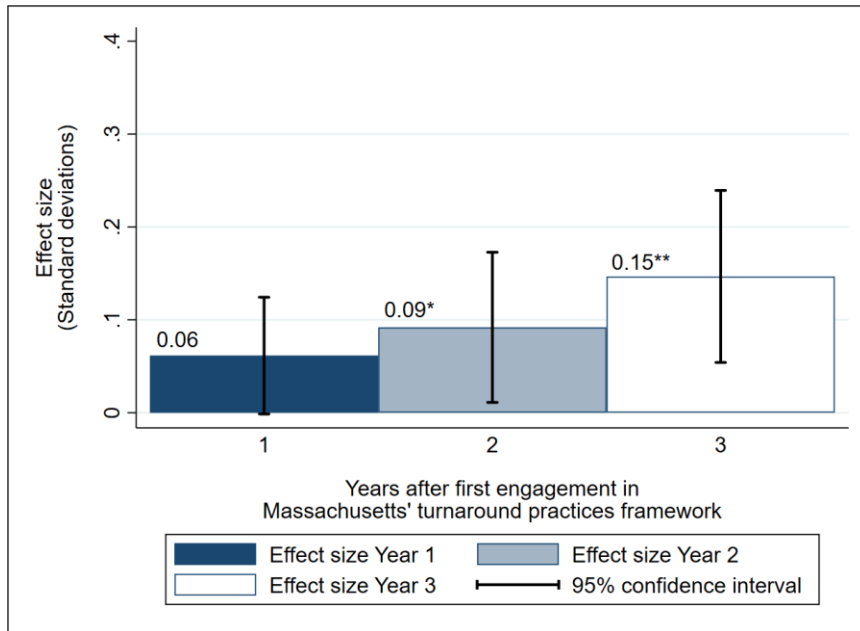 Effect size
(Standard deviations)
.4
.3
.2
.1
0
0.06
0.09*
0.15**
1
2
3
Years after first engagement in
Massachusetts' turnaround practices framework
Effect size Year 1
Effect size Year 2
Effect size Year 3
95% confidence interval